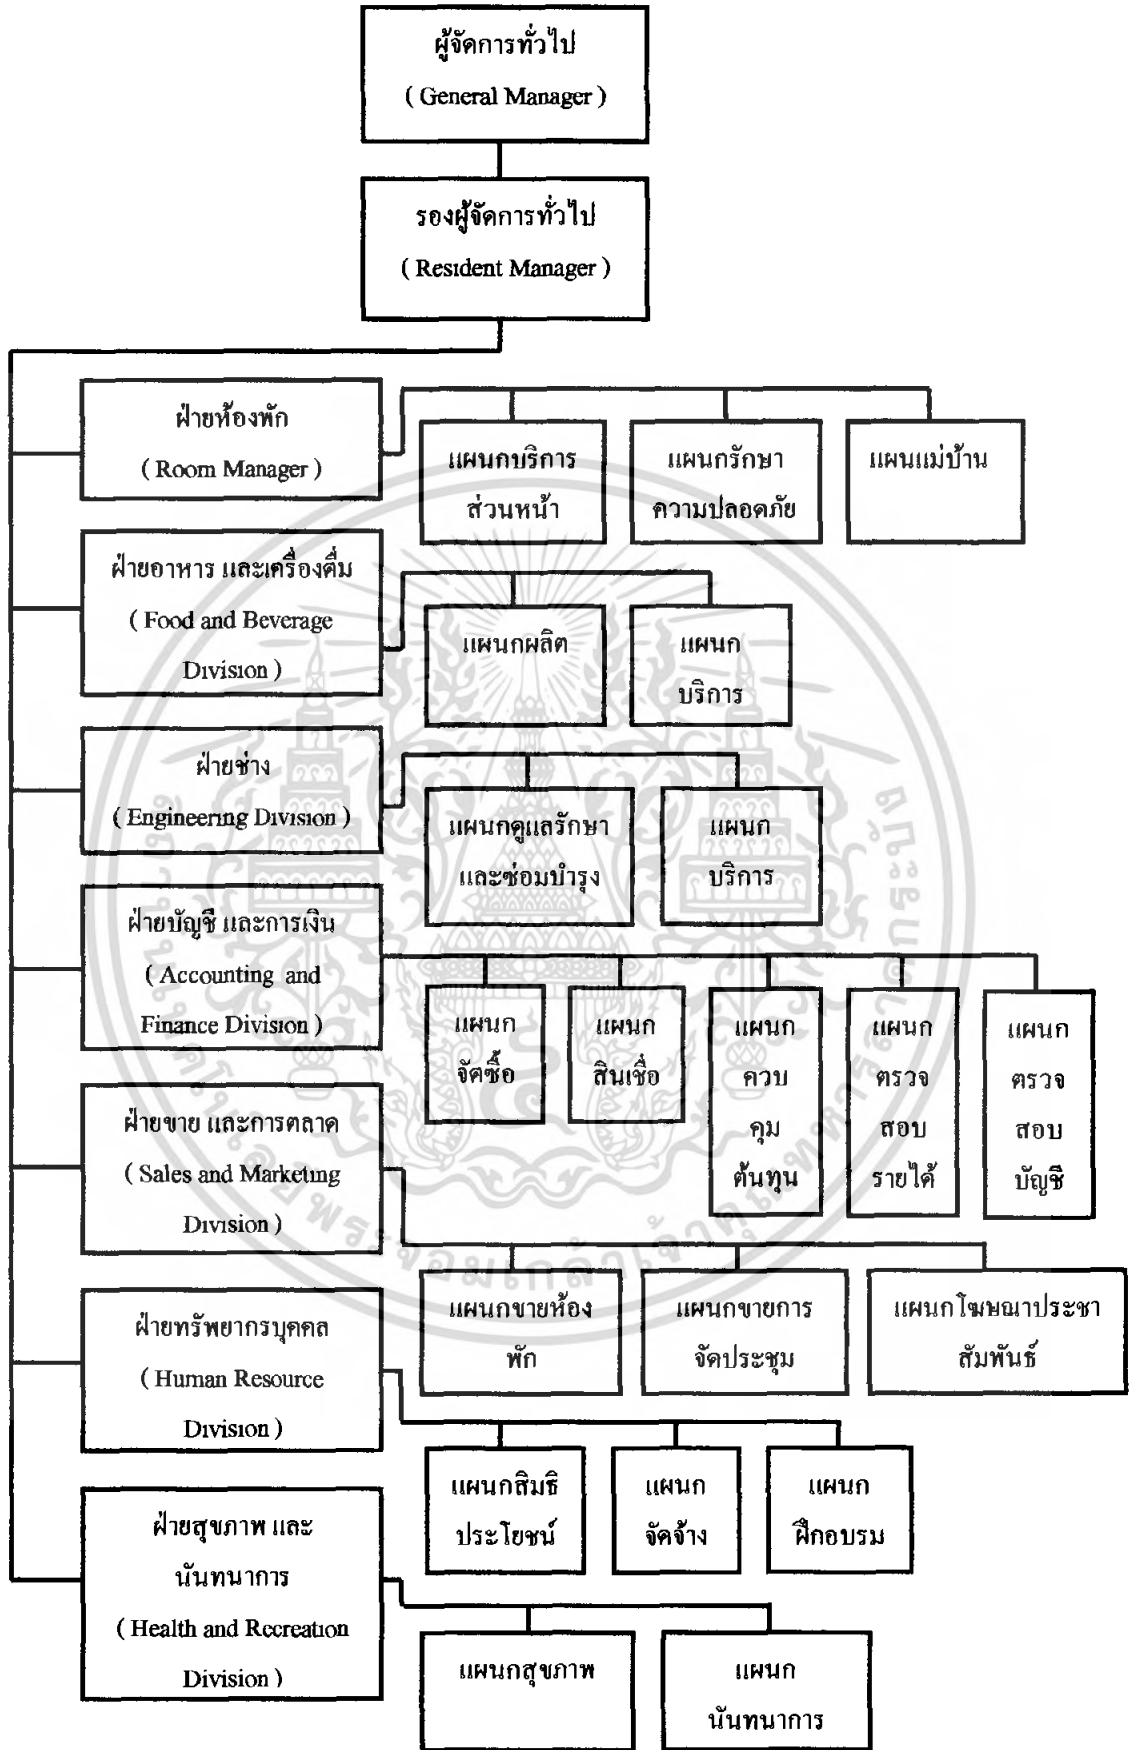 ผู้จัดการทั่วไป
( General Manager )
รองผู้จัดการทั่วไป
( Resident Manager )
ฝ่ายห้องพัก
( Room Manager )
แผนกบริการ
ส่วนหน้า
แผนกรักษา
ความปลอดภัย
แผนแม่บ้าน
ฝ่ายอาหาร และเครื่องดื่ม
( Food and Beverage
Division )
แผนกผลิต
แผนก
บริการ
ฝ่ายช่าง
( Engineering Division )
แผนกดูแลรักษา
และซ่อมบำรุง
แผนก
บริการ
ฝ่ายบัญชี และการเงิน
( Accounting and
Finance Division )
แผนก
จัดซื้อ
แผนก
สินเชื่อ
แผนก
ควบ
คุม
ต้นทุน
แผนก
ตรวจ
สอบ
รายได้
แผนก
ตรวจ
สอบ
บัญชี
ฝ่ายขาย และการตลาด
( Sales and Marketing
Division )
แผนกขายห้อง
พัก
แผนกขายการ
จัดประชุม
แผนกโฆษณาประชา
สัมพันธ์
ฝ่ายทรัพยากรบุคคล
( Human Resource
Division )
แผนกสิมธิ
ประโยชน์
แผนก
จัดจ้าง
แผนก
ฝึกอบรม
ฝ่ายสุขภาพ และ
นันทนาการ
( Health and Recreation
Division )
แผนกสุขภาพ
แผนก
นันทนาการ